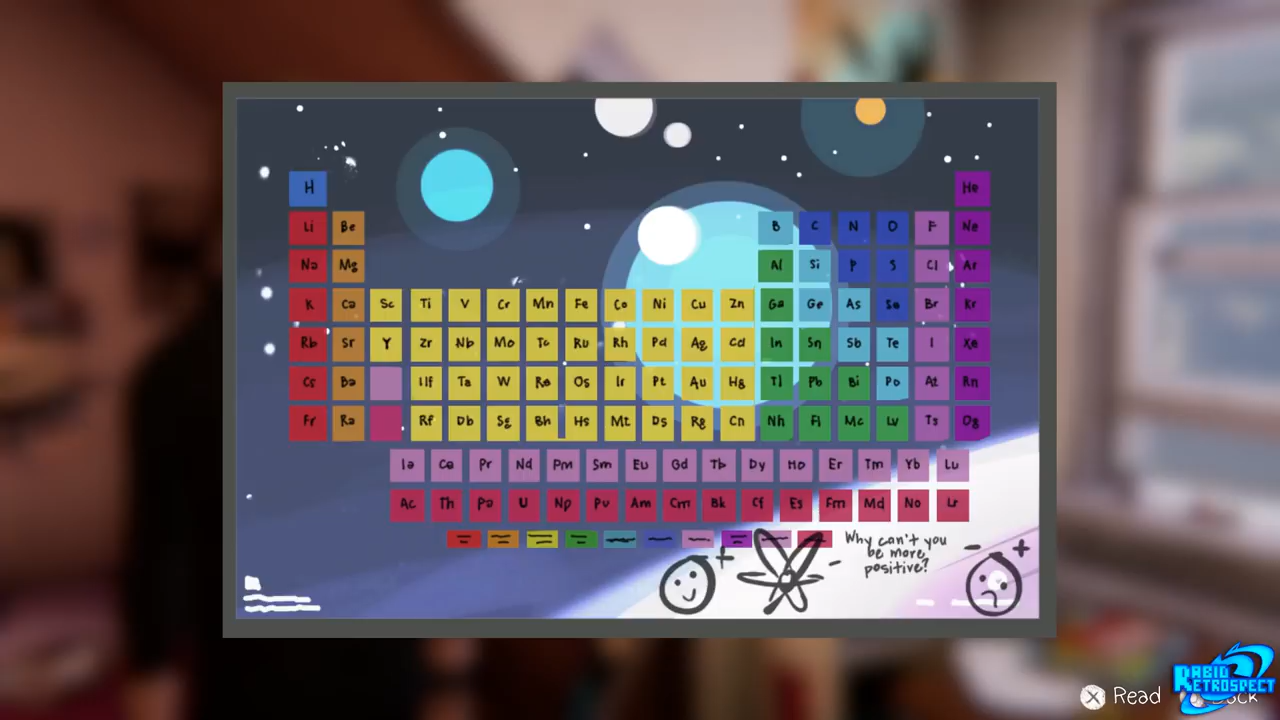 H He
Li Be B C N O F Ne
Na Mg Al Si P S Cl Ar
K Ca Sc Ti V Cr Mn Fe Co Ni Cu Zn Ga Ge As Se Br Kr
Rb Sr Y Zr Nb Mo Tc Ru Rh Pd Ag Cd In Sn Sb Te I Xe
Cs Ba Hf Ta W Re Os Ir Pt Au Hg Tl Pb Bi Po At Rn
Fr Ra Rf Db Sg Bh Hs Mt Ds Rg Cn Nh Fl Mc Lv Ts Og
la Ce Pr Nd Pm Sm Eu Gd Tb Dy Ho Er Tm Yb Lu
Ac Th Pa U Np Pu Am Cm Bk Cf Es Fm Md No Lr
Why can't you
be more
positive?
+ - - +
Read
RABID
RETROSPECT